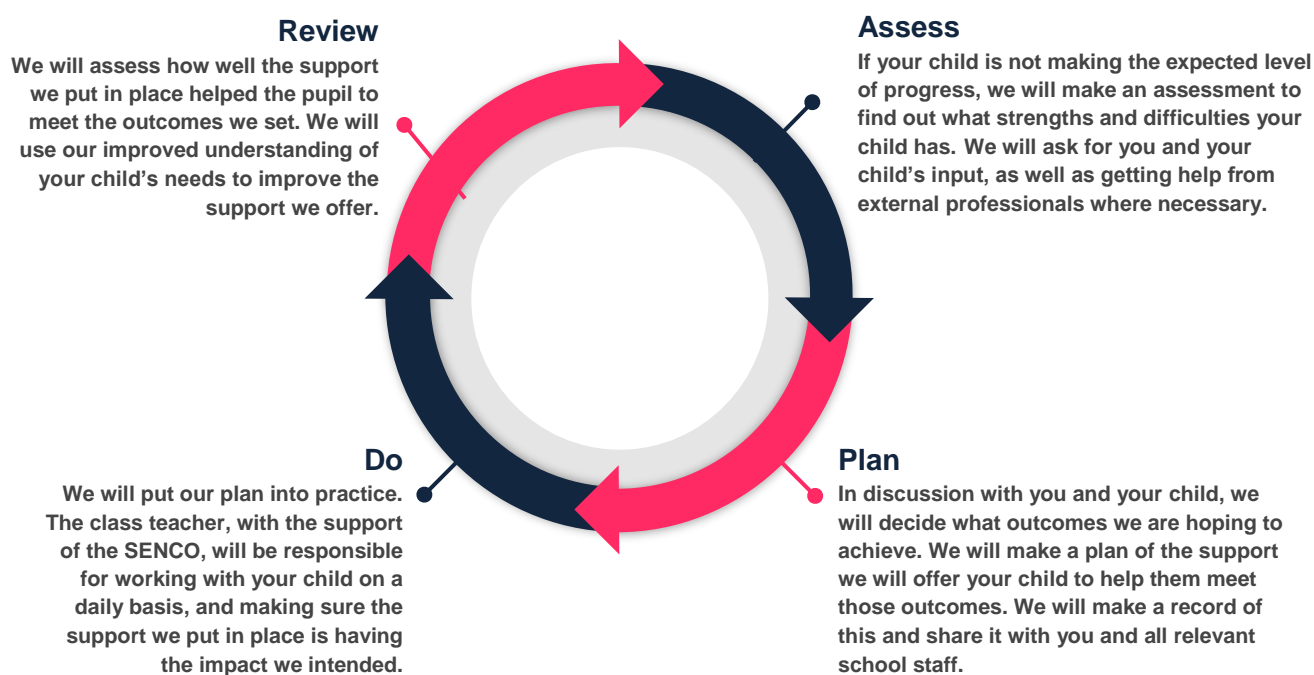 Review
We will assess how well the support
we put in place helped the pupil to
meet the outcomes we set. We will
use our improved understanding of
your child’s needs to improve the
support we offer.
Assess
If your child is not making the expected level
of progress, we will make an assessment to
find out what strengths and difficulties your
child has. We will ask for you and your
child’s input, as well as getting help from
external professionals where necessary.
Do
We will put our plan into practice.
The class teacher, with the support
of the SENCO, will be responsible
for working with your child on a
daily basis, and making sure the
support we put in place is having
the impact we intended.
Plan
In discussion with you and your child, we
will decide what outcomes we are hoping to
achieve. We will make a plan of the support
we will offer your child to help them meet
those outcomes. We will make a record of
this and share it with you and all relevant
school staff.